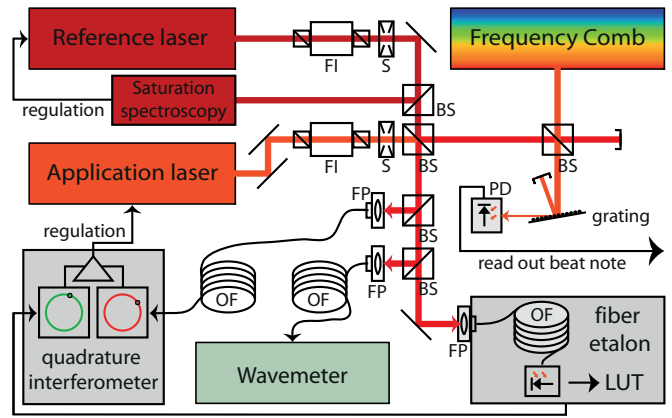 Reference laser
FI
S
Frequency Comb
regulation
Saturation
spectroscopy
BS
Application laser
FI
S
BS
BS
PD
grating
read out beat note
regulation
FP
BS
OF
OF
FP
BS
quadrature
interferometer
Wavemeter
FP
OF
fiber
etalon
LUT